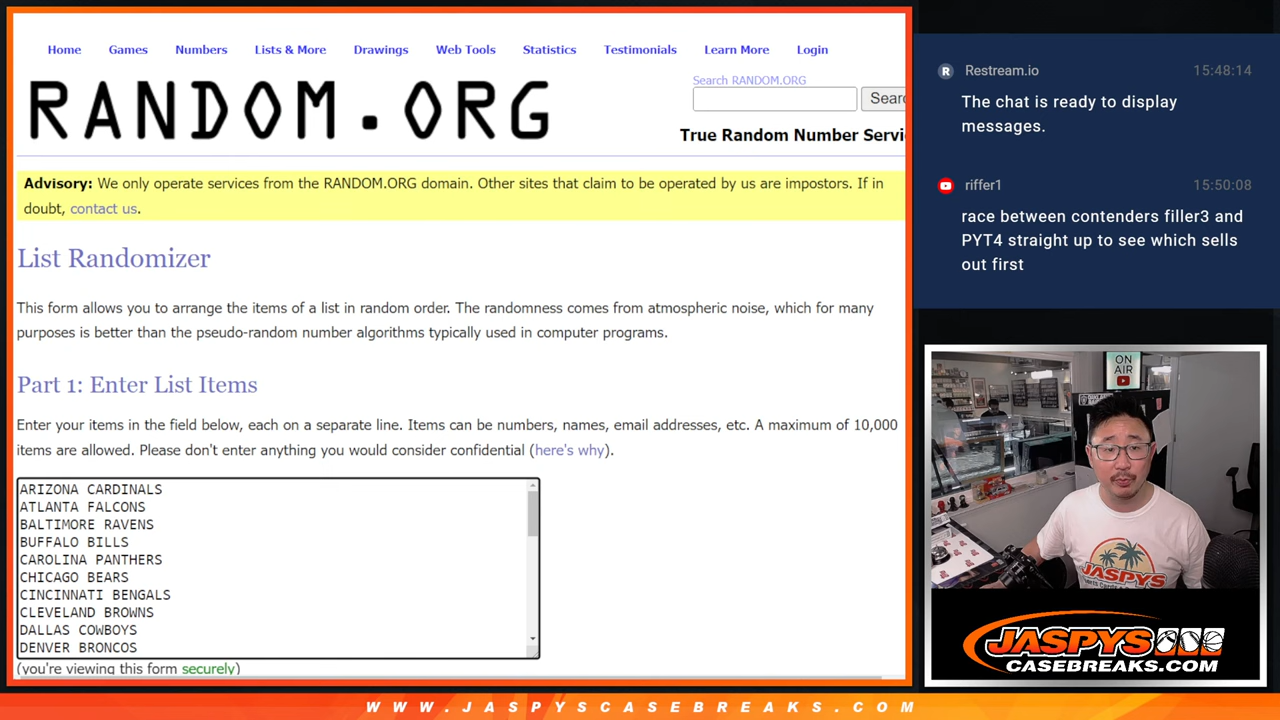 Home Games Numbers Lists & More Drawings Web Tools Statistics Testimonials Learn More Login
RANDOM.ORG
Search RANDOM.ORG
True Random Number Servi
Advisory: We only operate services from the RANDOM.ORG domain. Other sites that claim to be operated by us are impostors. If in
doubt, contact us.
List Randomizer
This form allows you to arrange the items of a list in random order. The randomness comes from atmospheric noise, which for many
purposes is better than the pseudo-random number algorithms typically used in computer programs.
Part 1: Enter List Items
Enter your items in the field below, each on a separate line. Items can be numbers, names, email addresses, etc. A maximum of 10,000
items are allowed. Please don't enter anything you would consider confidential (here's why).
ARIZONA CARDINALS
ATLANTA FALCONS
BALTIMORE RAVENS
BUFFALO BILLS
CAROLINA PANTHERS
CHICAGO BEARS
CINCINNATI BENGALS
CLEVELAND BROWNS
DALLAS COWBOYS
DENVER BRONCOS
(you're viewing this form securely)
R Restream.io 15:48:14
The chat is ready to display
messages.
riffer1 15:50:08
race between contenders filler3 and
PYT4 straight up to see which sells
out first
ON
AIR
JASPYS
JASPYS
CASEBREAKS.COM
WWW.JASPYSCASEBREAKS.COM